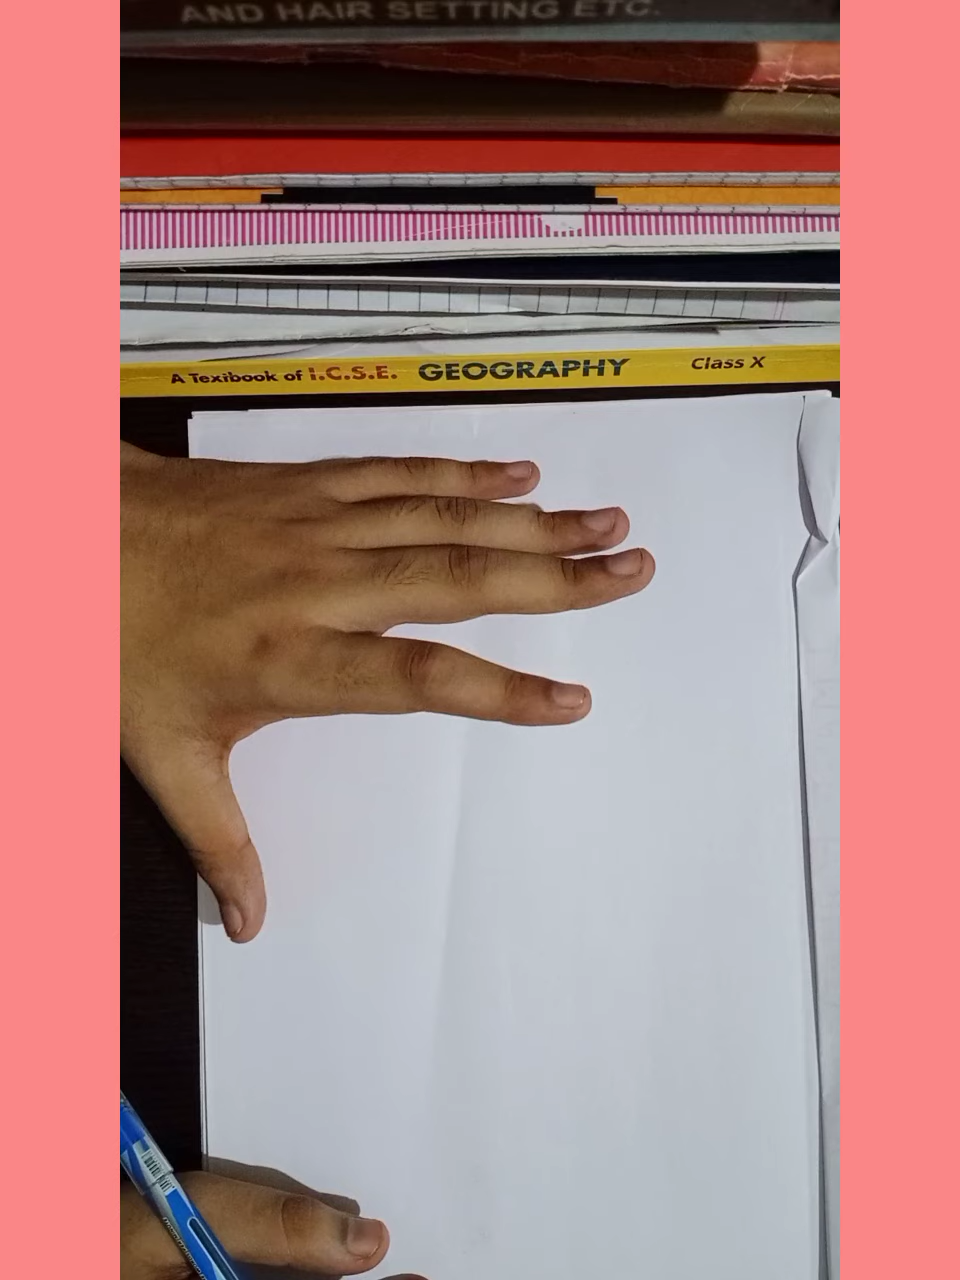 AND HAIR SETTING ETC.
A Textbook of I.C.S.E. GEOGRAPHY Class X